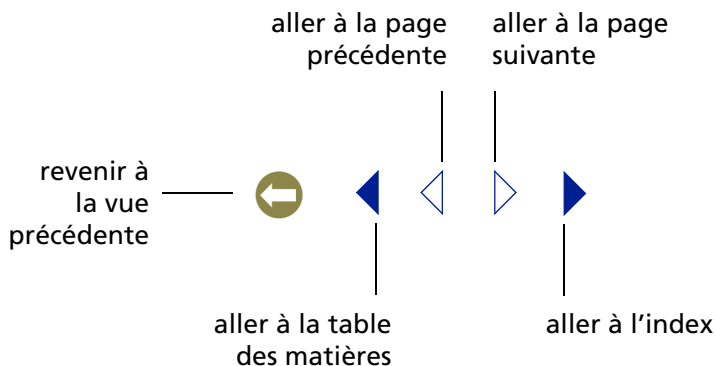 aller à la page
précédente
aller à la page
suivante
revenir à
la vue
précédente
aller à la table
des matières
aller à l’index